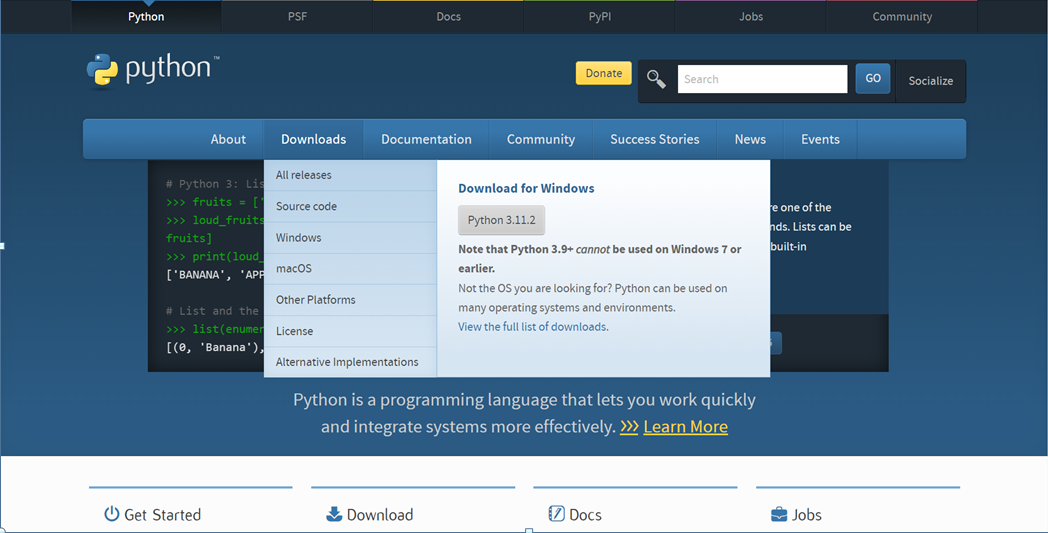 Python PSF Docs PyPI Jobs Community
python™
Donate Search GO Socialize
About Downloads Documentation Community Success Stories News Events
All releases
Source code
Windows
macOS
Other Platforms
License
Alternative Implementations
Download for Windows
Python 3.11.2
Note that Python 3.9+ cannot be used on Windows 7 or
earlier.
Not the OS you are looking for? Python can be used on
many operating systems and environments.
View the full list of downloads.
# Python 3: Lis
>>> fruits = ['
>>> loud_fruits
fruits]
>>> print(loud_
['BANANA', 'APP
# List and the
>>> list(enumer
[(0, 'Banana'),
re one of the
nds. Lists can be
built-in
Python is a programming language that lets you work quickly
and integrate systems more effectively. >>> Learn More
Get Started Download Docs Jobs